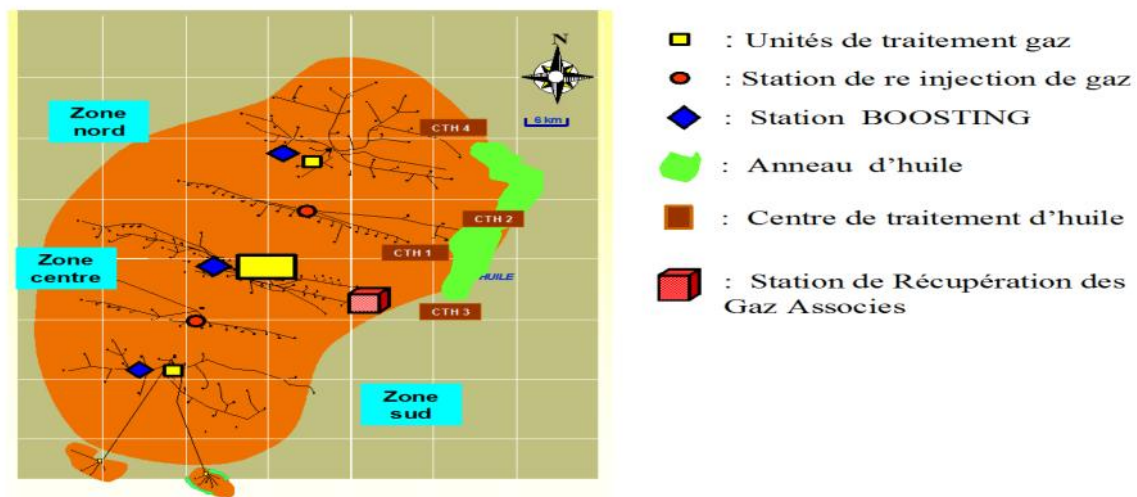 N
6 km
Zone
nord
CTH 4
CTH 2
CTH 1
Zone
centre
HUILE
CTH 3
Zone
sud
: Unités de traitement gaz
: Station de re injection de gaz
: Station BOOSTING
: Anneau d'huile
: Centre de traitement d'huile
: Station de Récupération des
Gaz Associes